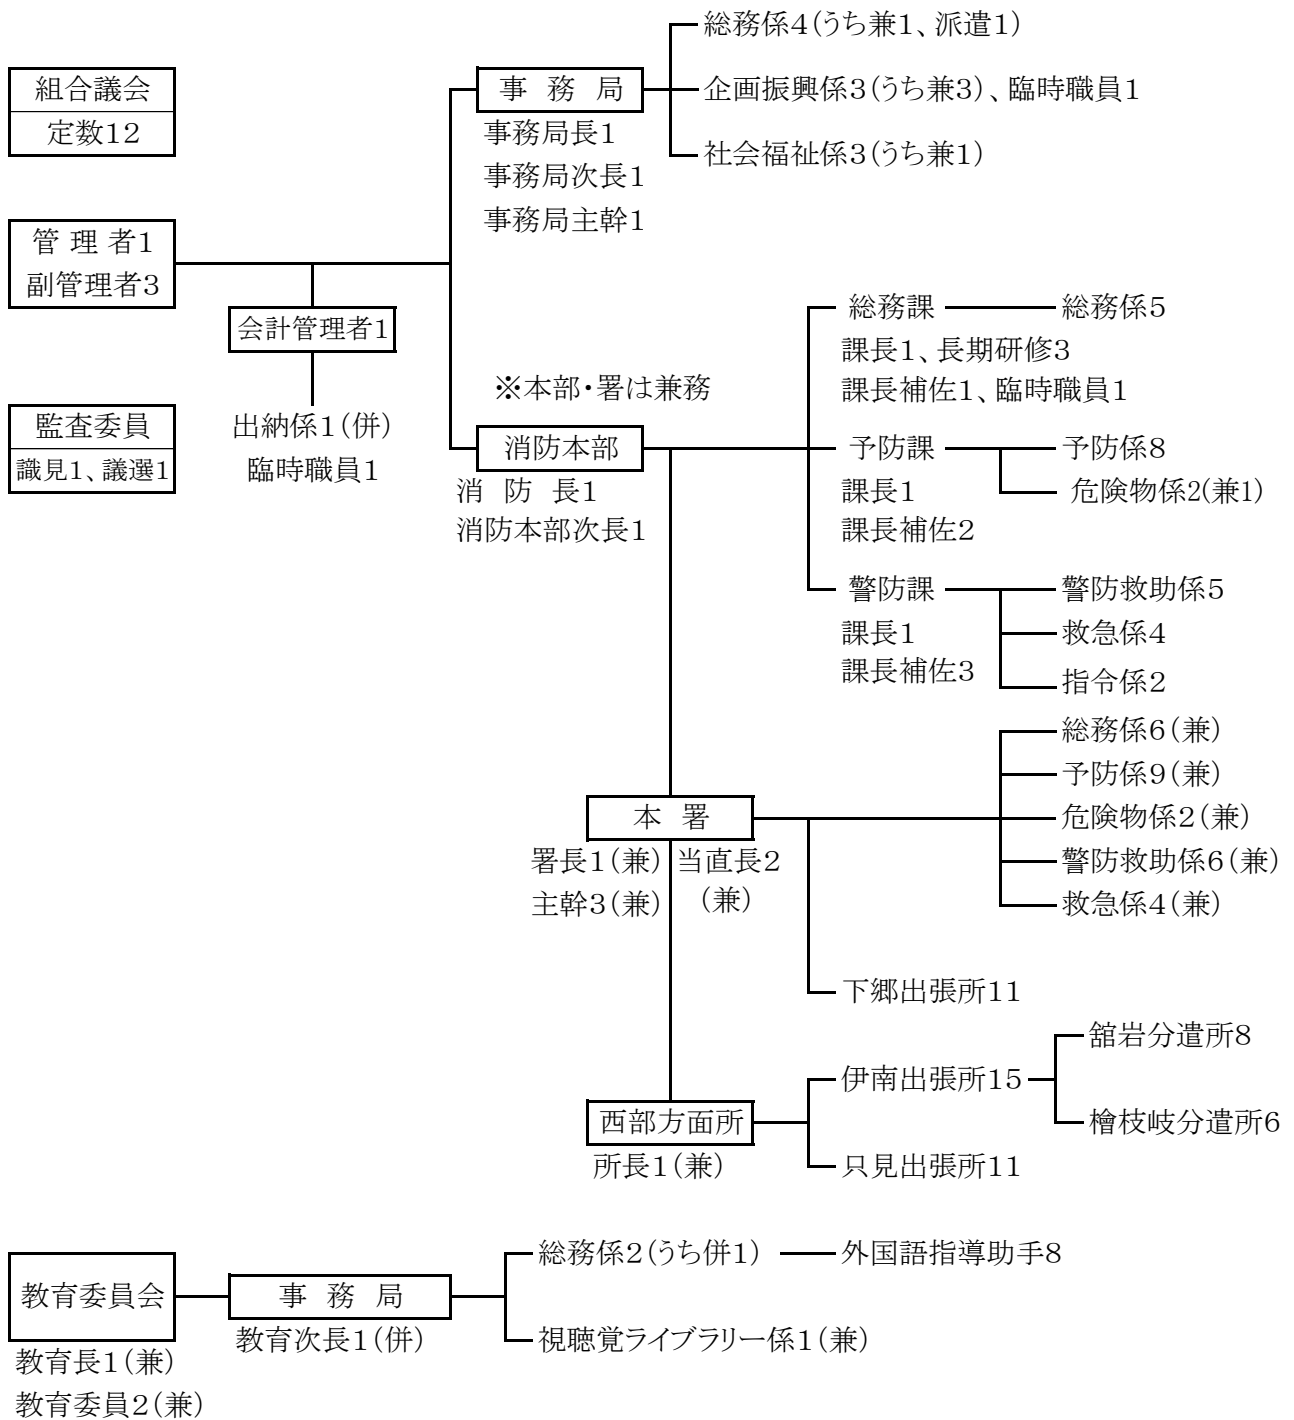 組合議会
定数12
管理者1
副管理者3
監査委員
識見1、議選1
会計管理者1
出納係1(併)
臨時職員1
事務局
事務局長1
事務局次長1
事務局主幹1
総務係4(うち兼1、派遣1)
企画振興係3(うち兼3)、臨時職員1
社会福祉係3(うち兼1)
※本部・署は兼務
消防本部
消防長1
消防本部次長1
総務課
総務係5
課長1、長期研修3
課長補佐1、臨時職員1
予防課
課長1
課長補佐2
予防係8
危険物係2(兼1)
警防課
課長1
課長補佐3
警防救助係5
救急係4
指令係2
本署
署長1(兼)
主幹3(兼)
当直長2
(兼)
総務係6(兼)
予防係9(兼)
危険物係2(兼)
警防救助係6(兼)
救急係4(兼)
下郷出張所11
西部方面所
所長1(兼)
伊南出張所15
舘岩分遣所8
檜枝岐分遣所6
只見出張所11
教育委員会
教育長1(兼)
教育委員2(兼)
事務局
教育次長1(併)
総務係2(うち併1)
外国語指導助手8
視聴覚ライブラリー係1(兼)